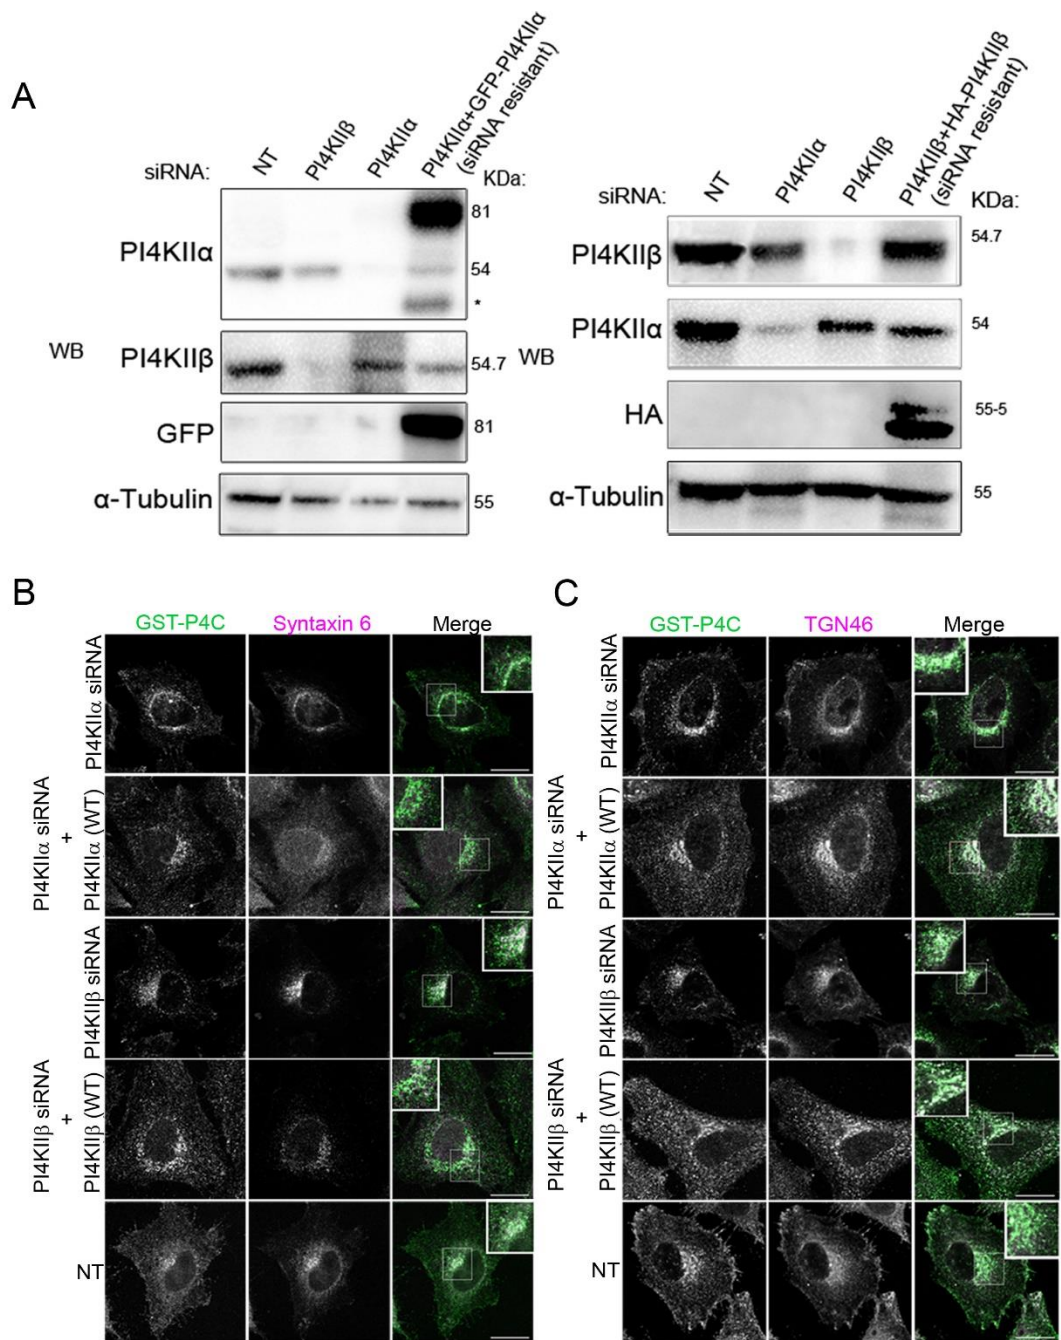 A
siRNA:
NT
PI4KIIβ
PI4KIIα
PI4KIIα+GFP-PI4KIIα
(siRNA resistant)
KDa:
PI4KIIα
81
54
*
WB
PI4KIIβ
54.7
GFP
81
α-Tubulin
55
siRNA:
NT
PI4KIIα
PI4KIIβ
PI4KIIβ+HA-PI4KIIβ
(siRNA resistant)
KDa:
PI4KIIβ
54.7
WB
PI4KIIα
54
HA
55-5
α-Tubulin
55
B
GST-P4C
Syntaxin 6
Merge
PI4KIIα siRNA
PI4KIIα siRNA
+
PI4KIIα (WT)
PI4KIIβ siRNA
PI4KIIβ siRNA
+
PI4KIIβ (WT)
NT
C
GST-P4C
TGN46
Merge
PI4KIIα siRNA
PI4KIIα siRNA
+
PI4KIIα (WT)
PI4KIIβ siRNA
PI4KIIβ siRNA
+
PI4KIIβ (WT)
NT